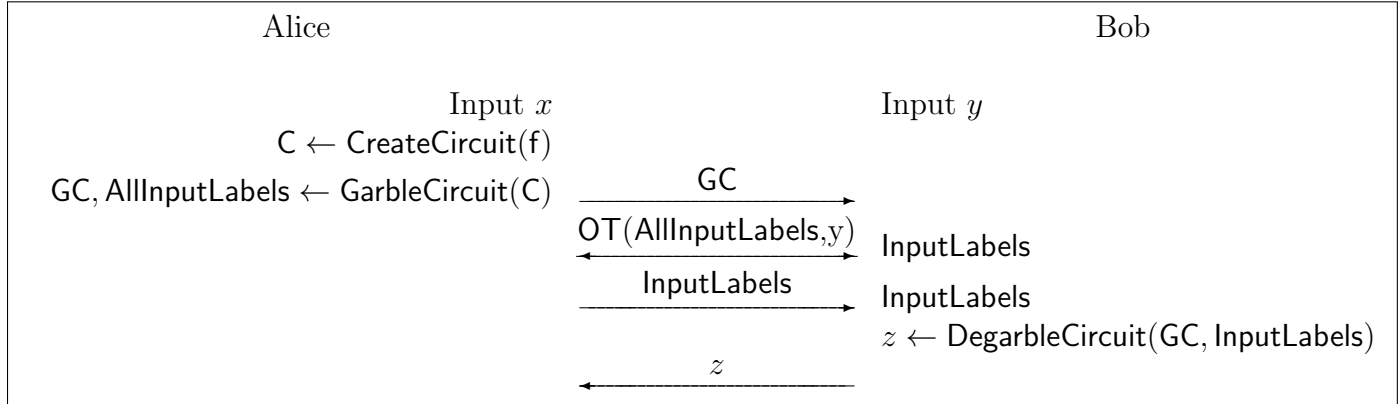 Alice Bob
Input x Input y
C ← CreateCircuit(f)
GC, AllInputLabels ← GarbleCircuit(C) GC
OT(AllInputLabels,y) InputLabels
InputLabels InputLabels
z ← DegarbleCircuit(GC, InputLabels)
z